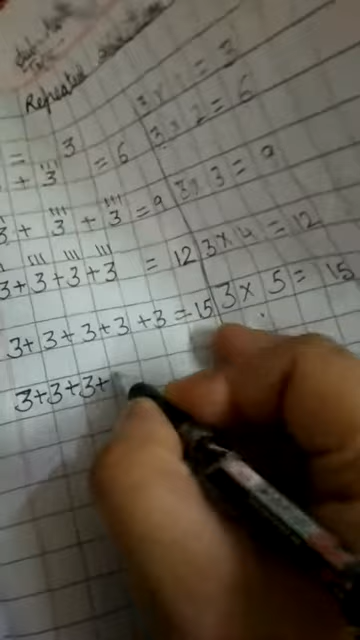 Repeated
= 3 3 × 1 = 3
+ 3 = 6 3 × 2 = 6
3 + 3 + 3 = 9 3 × 3 = 9
3+3+3+3 = 12 3 × 4 = 12
3+3+3+3+3 = 15 3 × 5 = 15
3+3+3+